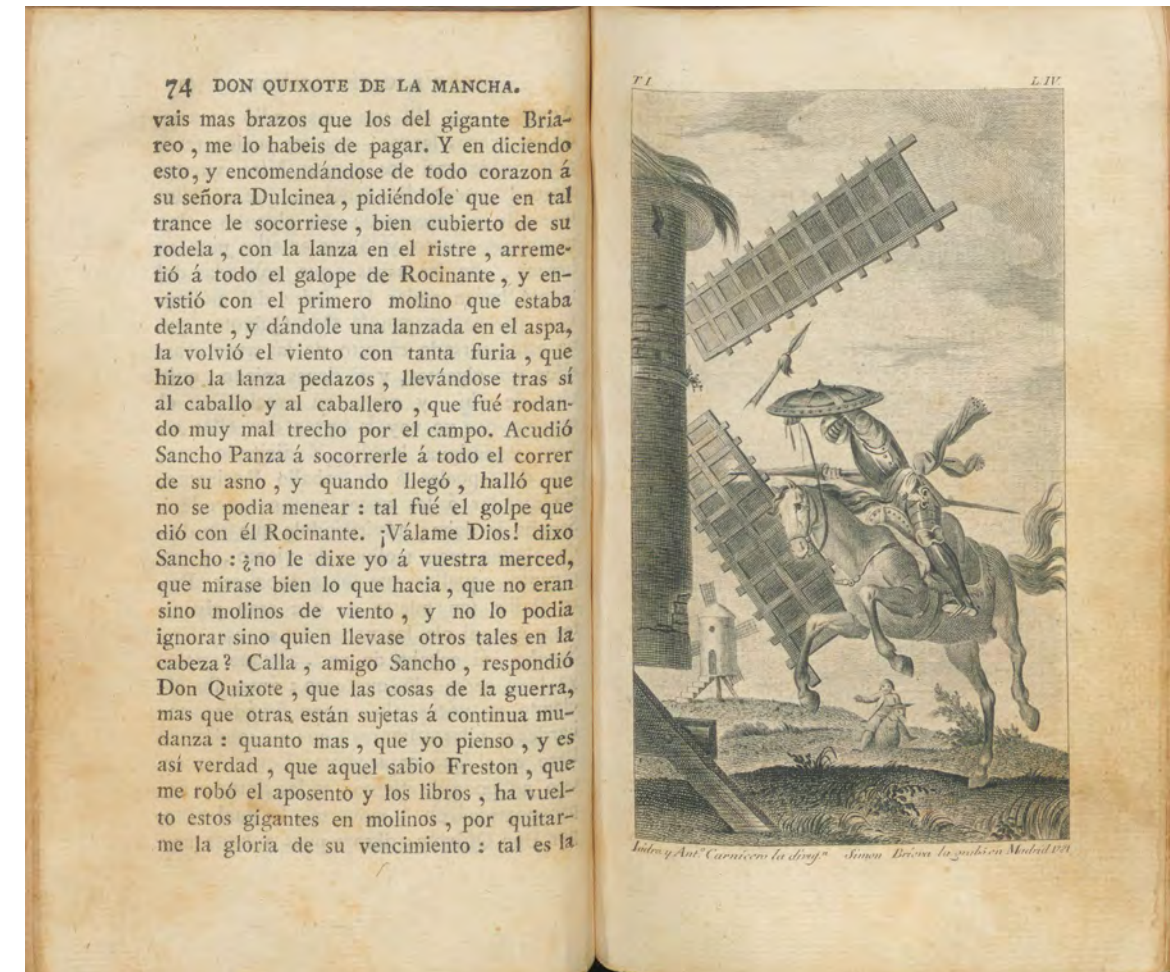 74 DON QUIXOTE DE LA MANCHA.
vais mas brazos que los del gigante Bria-
reo , me lo habeis de pagar. Y en diciendo
esto, y encomendándose de todo corazon á
su señora Dulcinea , pidiéndole que en tal
trance le socorriese , bien cubierto de su
rodela , con la lanza en el ristre , arreme-
tió á todo el galope de Rocinante , y en-
vistió con el primero molino que estaba
delante , y dándole una lanzada en el aspa,
la volvió el viento con tanta furia , que
hizo la lanza pedazos , llevándose tras sí
al caballo y al caballero , que fué rodan-
do muy mal trecho por el campo. Acudió
Sancho Panza á socorrerle á todo el correr
de su asno , y quando llegó , halló que
no se podia menear : tal fué el golpe que
dió con él Rocinante. ¡Válame Dios! dixo
Sancho : ¿no le dixe yo á vuestra merced,
que mirase bien lo que hacia , que no eran
sino molinos de viento , y no lo podia
ignorar sino quien llevase otros tales en la
cabeza? Calla , amigo Sancho , respondió
Don Quixote , que las cosas de la guerra,
mas que otras están sujetas á continua mu-
danza : quanto mas , que yo pienso , y es
así verdad , que aquel sabio Freston , que
me robó el aposento y los libros , ha vuel-
to estos gigantes en molinos , por quitar-
me la gloria de su vencimiento : tal es la
T I
L. IV.
y Ant.º Carnicero la dirig.n Simon Brieva la grabó en Madrid